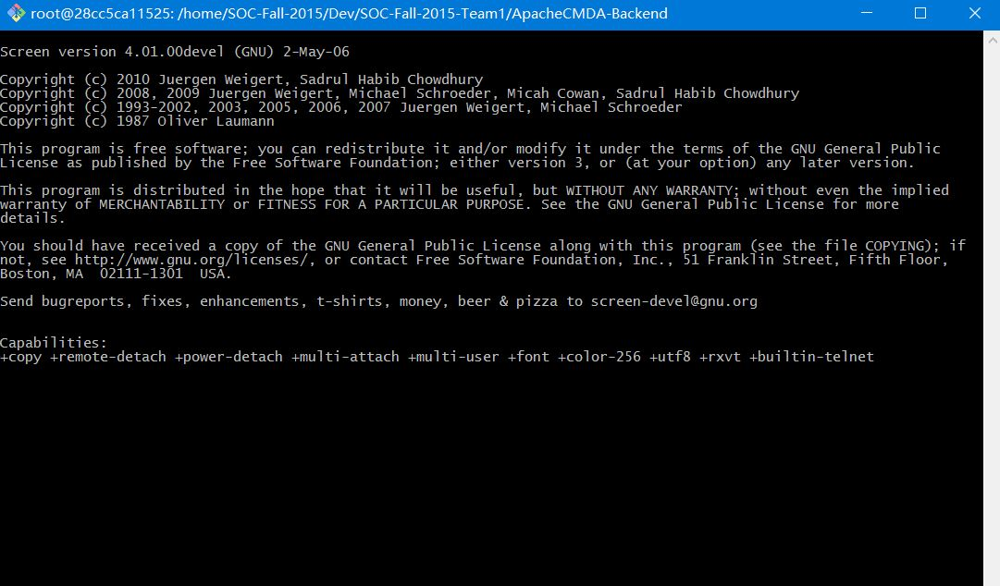 root@28cc5ca11525: /home/SOC-Fall-2015/Dev/SOC-Fall-2015-Team1/ApacheCMDA-Backend
Screen version 4.01.00devel (GNU) 2-May-06
Copyright (c) 2010 Juergen Weigert, Sadrul Habib Chowdhury
Copyright (c) 2008, 2009 Juergen Weigert, Michael Schroeder, Micah Cowan, Sadrul Habib Chowdhury
Copyright (c) 1993-2002, 2003, 2005, 2006, 2007 Juergen Weigert, Michael Schroeder
Copyright (c) 1987 Oliver Laumann
This program is free software; you can redistribute it and/or modify it under the terms of the GNU General Public
License as published by the Free Software Foundation; either version 3, or (at your option) any later version.
This program is distributed in the hope that it will be useful, but WITHOUT ANY WARRANTY; without even the implied
warranty of MERCHANTABILITY or FITNESS FOR A PARTICULAR PURPOSE. See the GNU General Public License for more
details.
You should have received a copy of the GNU General Public License along with this program (see the file COPYING); if
not, see http://www.gnu.org/licenses/, or contact Free Software Foundation, Inc., 51 Franklin Street, Fifth Floor,
Boston, MA  02111-1301  USA.
Send bugreports, fixes, enhancements, t-shirts, money, beer & pizza to screen-devel@gnu.org
Capabilities:
+copy +remote-detach +power-detach +multi-attach +multi-user +font +color-256 +utf8 +rxvt +builtin-telnet